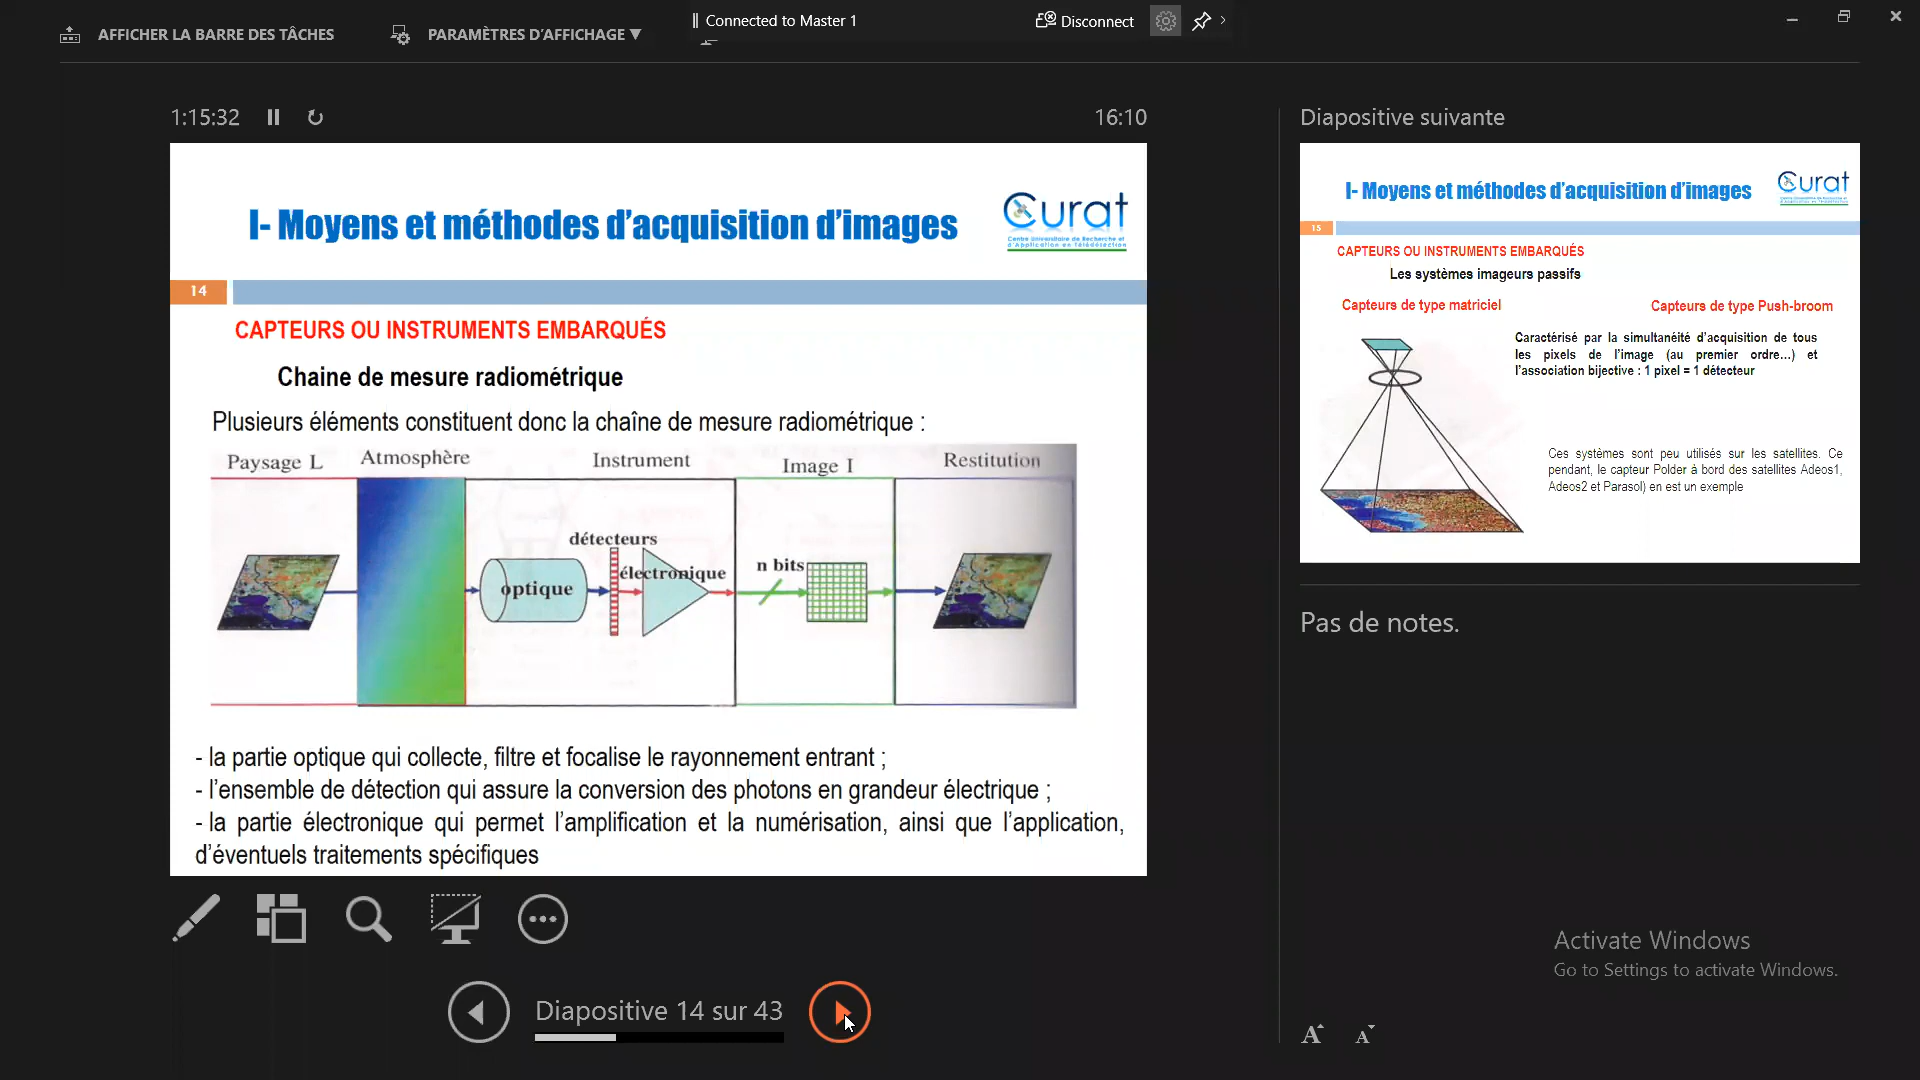 AFFICHER LA BARRE DES TÂCHES
PARAMÈTRES D'AFFICHAGE ▼
Connected to Master 1
Disconnect
1:15:32
16:10
I- Moyens et méthodes d'acquisition d'images
Curat
Centre Universitaire de Recherche et
d'Application en Télédétection
14
CAPTEURS OU INSTRUMENTS EMBARQUÉS
Chaine de mesure radiométrique
Plusieurs éléments constituent donc la chaîne de mesure radiométrique :
Paysage L
Atmosphère
Instrument
Image I
Restitution
détecteurs
optique
électronique
n bits
- la partie optique qui collecte, filtre et focalise le rayonnement entrant ;
- l'ensemble de détection qui assure la conversion des photons en grandeur électrique ;
- la partie électronique qui permet l'amplification et la numérisation, ainsi que l'application,
d'éventuels traitements spécifiques
Diapositive 14 sur 43
Diapositive suivante
I- Moyens et méthodes d'acquisition d'images
Curat
15
CAPTEURS OU INSTRUMENTS EMBARQUÉS
Les systèmes imageurs passifs
Capteurs de type matriciel
Capteurs de type Push-broom
Caractérisé par la simultanéité d'acquisition de tous
les pixels de l'image (au premier ordre...) et
l'association bijective : 1 pixel = 1 détecteur
Ces systèmes sont peu utilisés sur les satellites. Ce
pendant, le capteur Polder à bord des satellites Adeos1,
Adeos2 et Parasol) en est un exemple
Pas de notes.
Activate Windows
Go to Settings to activate Windows.
A
A